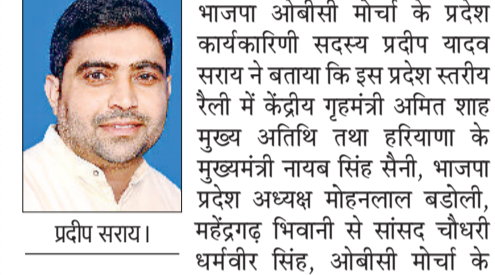 भाजपा ओबीसी मोर्चा के प्रदेश
कार्यकारिणी सदस्य प्रदीप यादव
सराय ने बताया कि इस प्रदेश स्तरीय
रैली में केंद्रीय गृहमंत्री अमित शाह
मुख्य अतिथि तथा हरियाणा के
मुख्यमंत्री नायब सिंह सैनी, भाजपा
प्रदेश अध्यक्ष मोहनलाल बडोली,
महेंद्रगढ़ भिवानी से सांसद चौधरी
धर्मवीर सिंह, ओबीसी मोर्चा के
प्रदीप सराय।